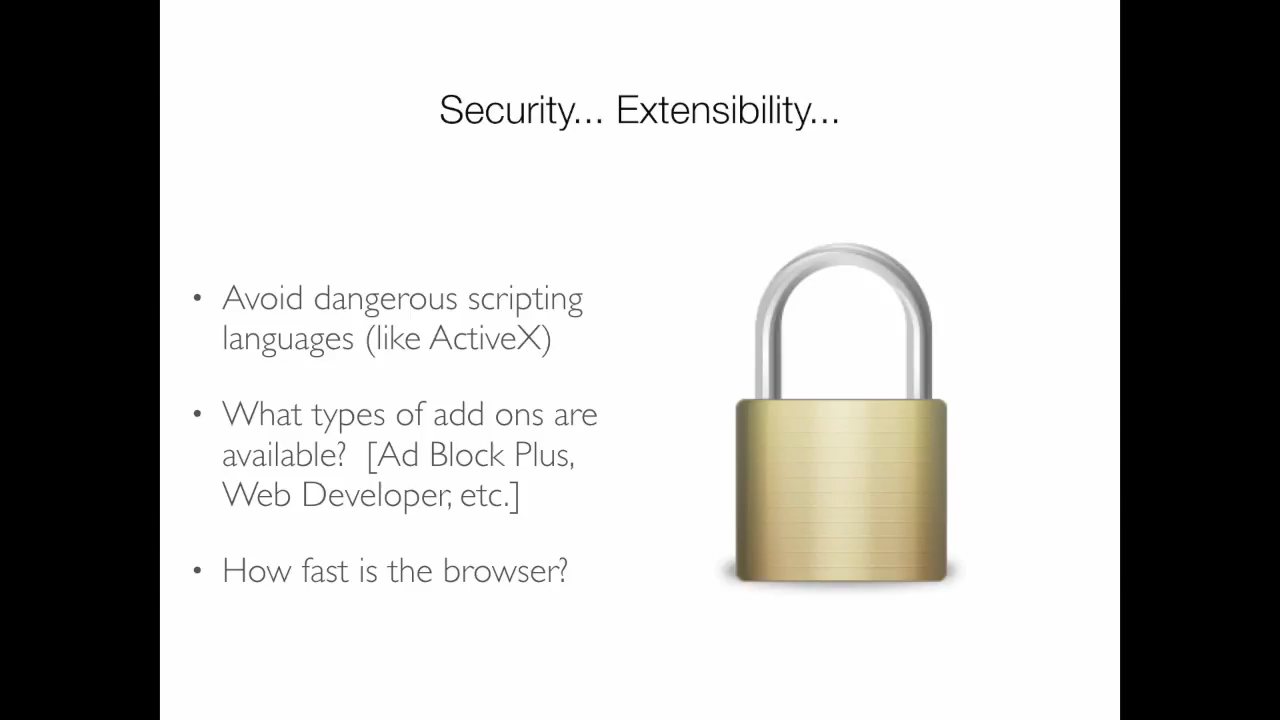 Security... Extensibility...
• Avoid dangerous scripting
languages (like ActiveX)
• What types of add ons are
available?  [Ad Block Plus,
Web Developer, etc.]
• How fast is the browser?